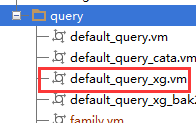 query
default_query.vm
default_query_cata.vm
default_query_xg.vm
default_query_xg_bak
family.vm